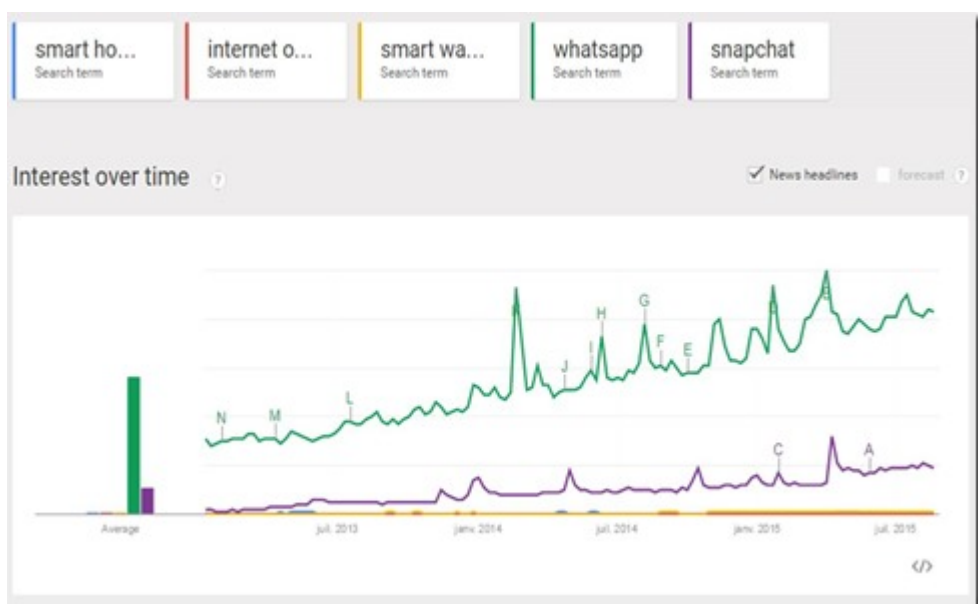 smart ho...
Search term
internet o...
Search term
smart wa...
Search term
whatsapp
Search term
snapchat
Search term
Interest over time ?
News headlines
forecast ?
N
M
L
J
I
H
G
F
E
C
A
Average
juil. 2013
janv. 2014
juil. 2014
janv. 2015
juil. 2015
</>